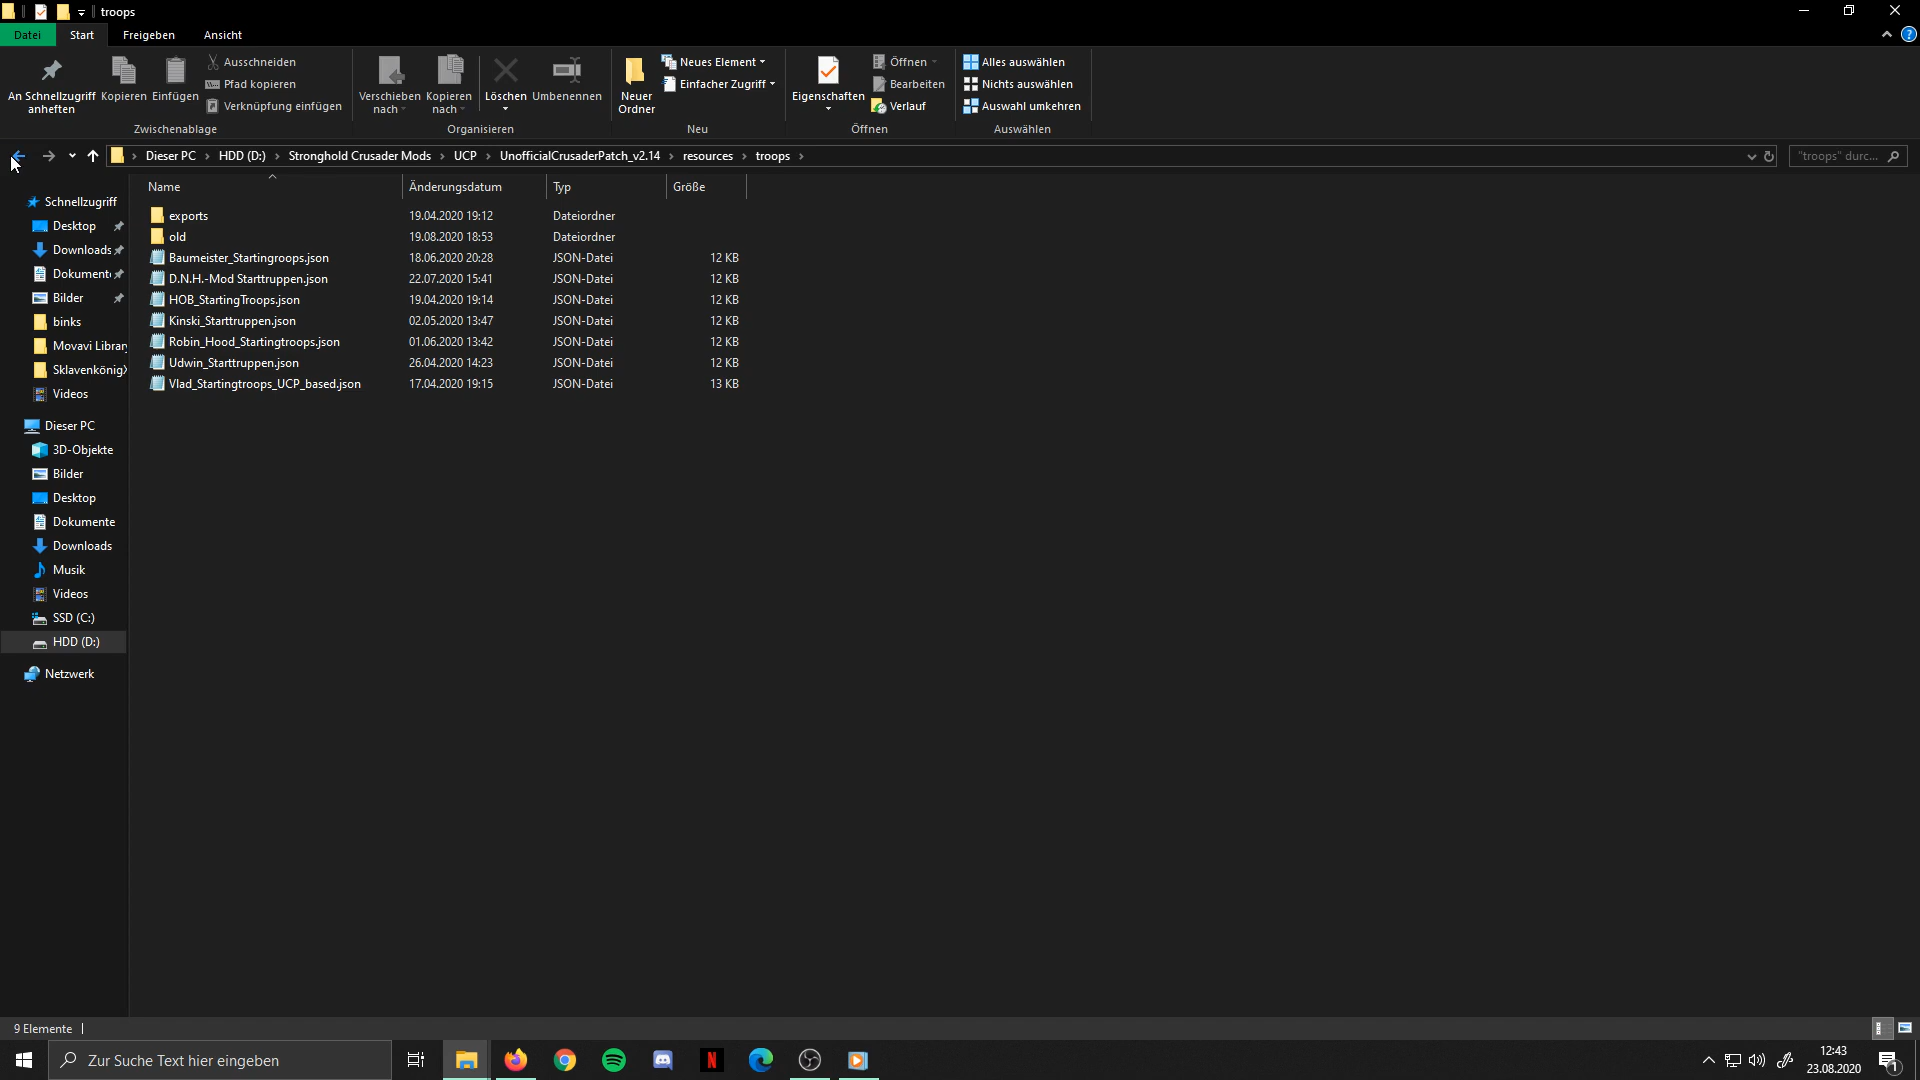 troops
Datei Start Freigeben Ansicht
An Schnellzugriff anheften
Kopieren
Einfügen
Ausschneiden
Pfad kopieren
Verknüpfung einfügen
Zwischenablage
Verschieben nach
Kopieren nach
Löschen
Umbenennen
Organisieren
Neuer Ordner
Neues Element
Einfacher Zugriff
Neu
Eigenschaften
Öffnen
Bearbeiten
Verlauf
Öffnen
Alles auswählen
Nichts auswählen
Auswahl umkehren
Auswählen
Dieser PC › HDD (D:) › Stronghold Crusader Mods › UCP › UnofficialCrusaderPatch_v2.14 › resources › troops ›
"troops" durc...
Schnellzugriff
Desktop
Downloads
Dokument
Bilder
binks
Movavi Library
Sklavenkönig
Videos
Dieser PC
3D-Objekte
Bilder
Desktop
Dokumente
Downloads
Musik
Videos
SSD (C:)
HDD (D:)
Netzwerk
Name Änderungsdatum Typ Größe
exports 19.04.2020 19:12 Dateiordner
old 19.08.2020 18:53 Dateiordner
Baumeister_Startingroops.json 18.06.2020 20:28 JSON-Datei 12 KB
D.N.H.-Mod Starttruppen.json 22.07.2020 15:41 JSON-Datei 12 KB
HOB_StartingTroops.json 19.04.2020 19:14 JSON-Datei 12 KB
Kinski_Starttruppen.json 02.05.2020 13:47 JSON-Datei 12 KB
Robin_Hood_Startingtroops.json 01.06.2020 13:42 JSON-Datei 12 KB
Udwin_Starttruppen.json 26.04.2020 14:23 JSON-Datei 12 KB
Vlad_Startingtroops_UCP_based.json 17.04.2020 19:15 JSON-Datei 13 KB
9 Elemente
Zur Suche Text hier eingeben
12:43
23.08.2020
1